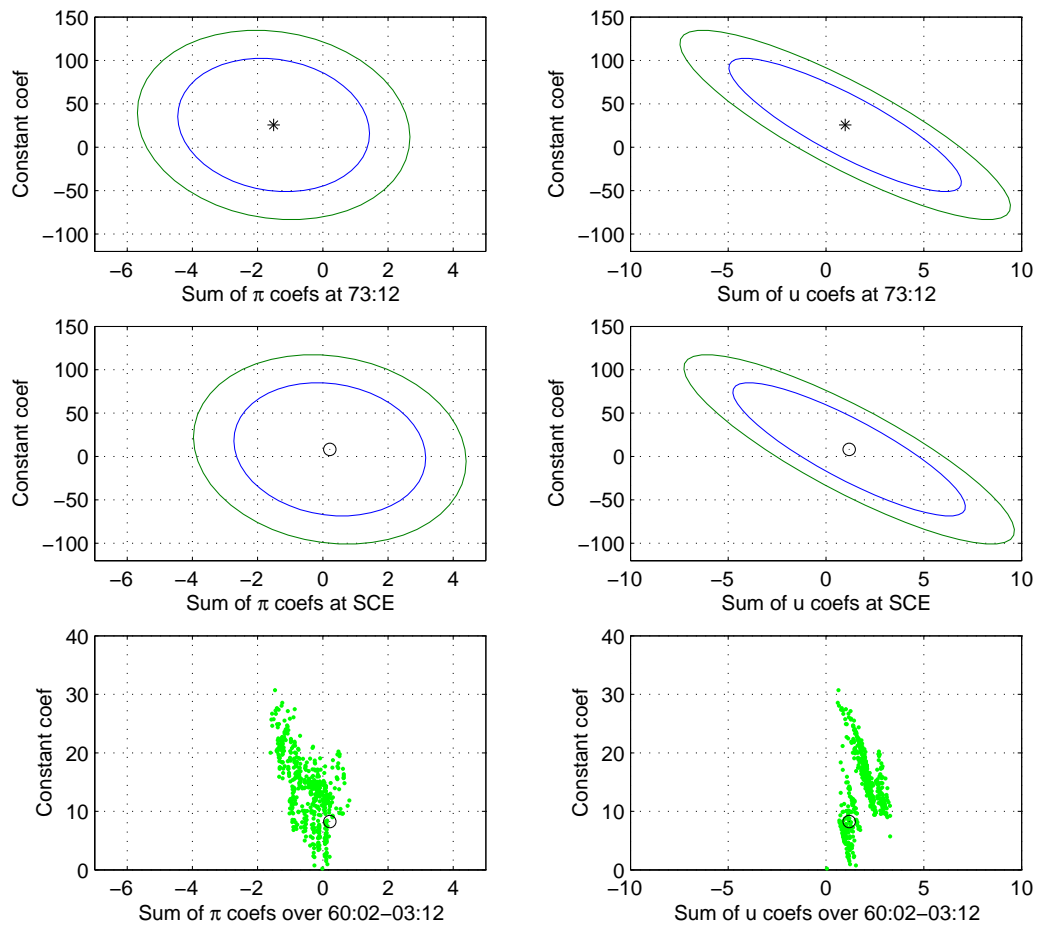 150
100
50
0
−50
−100
Constant coef
−6 −4 −2 0 2 4
Sum of π coefs at 73:12
150
100
50
0
−50
−100
Constant coef
−10 −5 0 5 10
Sum of u coefs at 73:12
150
100
50
0
−50
−100
Constant coef
−6 −4 −2 0 2 4
Sum of π coefs at SCE
150
100
50
0
−50
−100
Constant coef
−10 −5 0 5 10
Sum of u coefs at SCE
40
30
20
10
0
Constant coef
−6 −4 −2 0 2 4
Sum of π coefs over 60:02−03:12
40
30
20
10
0
Constant coef
−10 −5 0 5 10
Sum of u coefs over 60:02−03:12